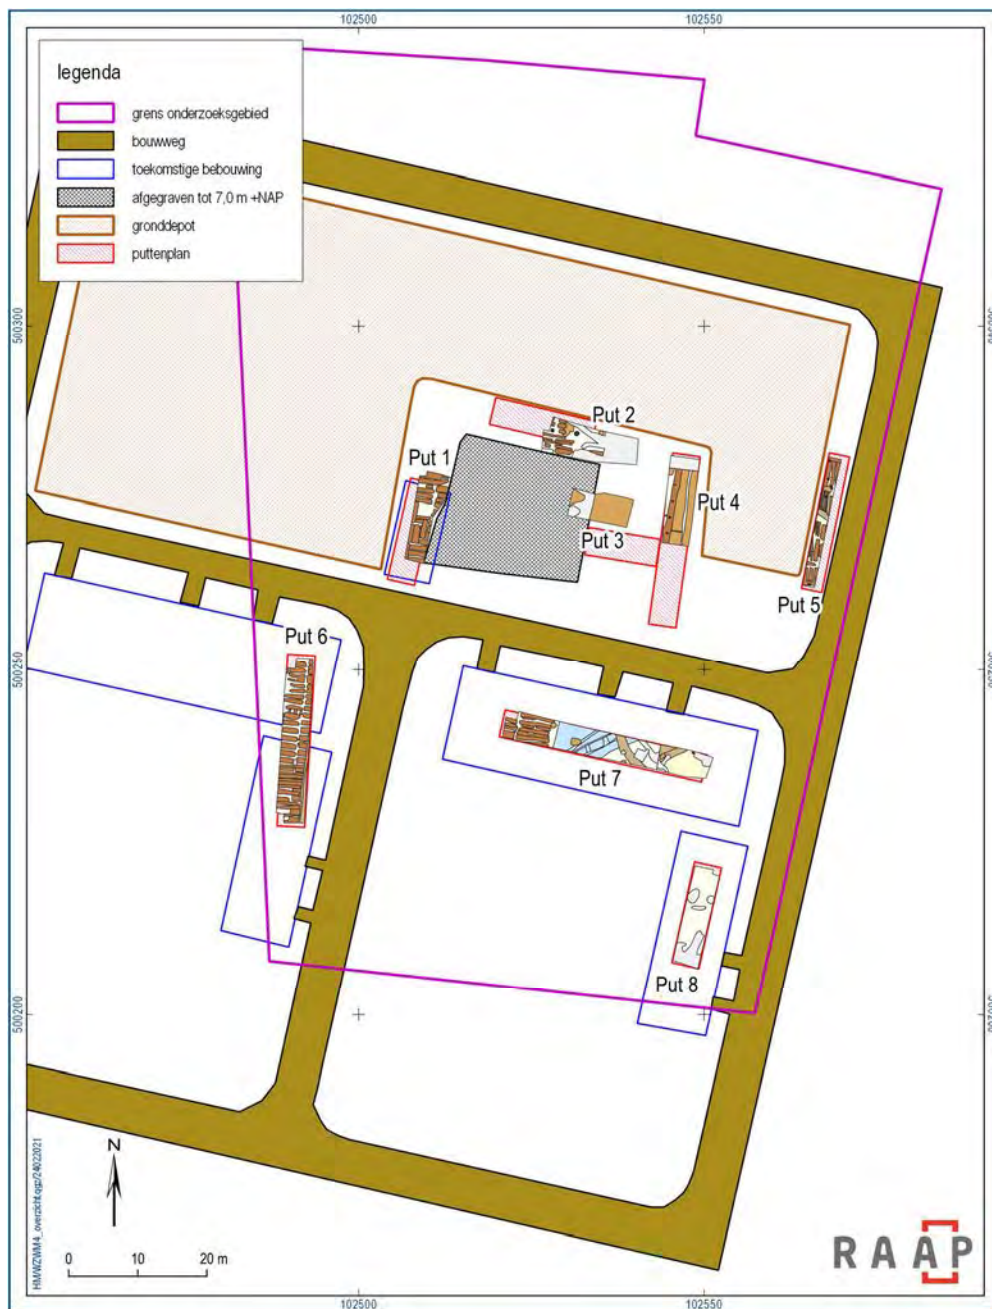 102500
102550
legenda
grens onderzoeksgebied
bouwweg
toekomstige bebouwing
afgegraven tot 7,0 m +NAP
gronddepot
puttenplan
500300
Put 2
Put 1
Put 4
Put 3
Put 5
Put 6
500250
Put 7
Put 8
500200
N
0 10 20 m
RAAP
102500
102550